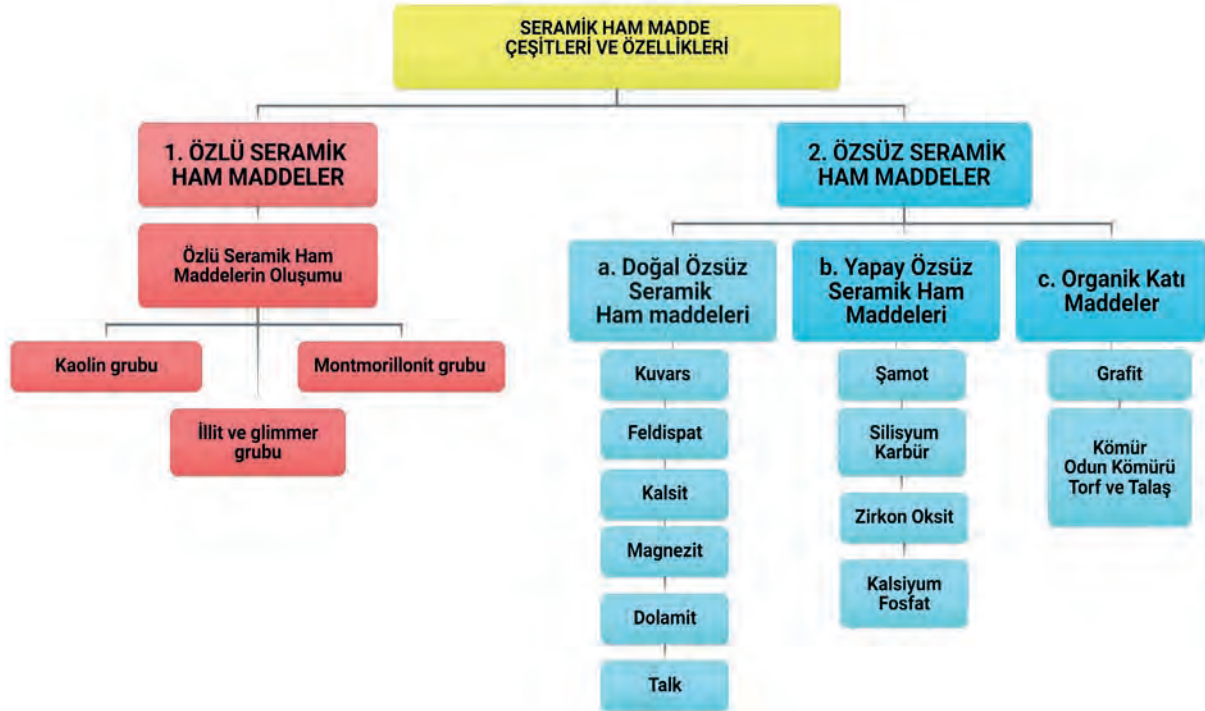 SERAMİK HAM MADDE
ÇEŞİTLERİ VE ÖZELLİKLERİ
1. ÖZLÜ SERAMİK
HAM MADDELER
Özlü Seramik Ham
Maddelerin Oluşumu
Kaolin grubu
Montmorillonit grubu
İllit ve glimmer
grubu
2. ÖZSÜZ SERAMİK
HAM MADDELER
a. Doğal Özsüz
Seramik
Ham maddeleri
Kuvars
Feldispat
Kalsit
Magnezit
Dolamit
Talk
b. Yapay Özsüz
Seramik Ham
Maddeleri
Şamot
Silisyum
Karbür
Zirkon Oksit
Kalsiyum
Fosfat
c. Organik Katı
Maddeler
Grafit
Kömür
Odun Kömürü
Torf ve Talaş